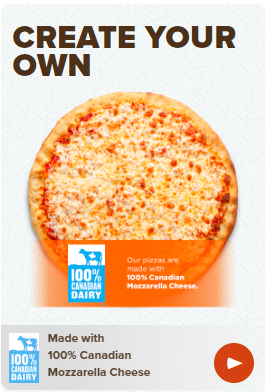 CREATE YOUR
OWN
100%
CANADIAN
DAIRY
Our pizzas are
made with
100% Canadian
Mozzarella Cheese.
100%
CANADIAN
DAIRY
Made with
100% Canadian
Mozzarella Cheese